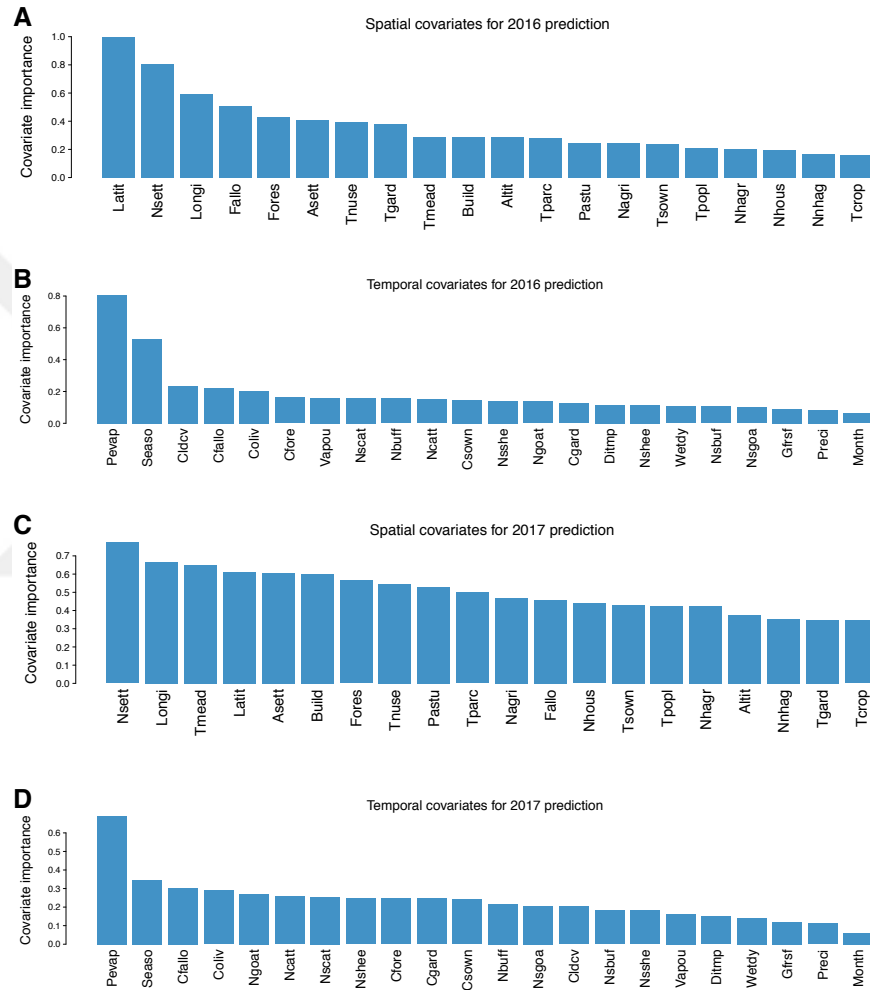 A
Spatial covariates for 2016 prediction
Covariate importance
1.0
0.8
0.6
0.4
0.2
0.0
Latit Nsett Longi Fallo Fores Asett Tnuse Tgard Tmead Build Altit Tparc Pastu Nagri Tsown Tpopl Nhagr Nhous Nnhag Tcrop
B
Temporal covariates for 2016 prediction
Covariate importance
0.8
0.6
0.4
0.2
0.0
Pevap Seaso Cldcv Cfallo Coliv Cfore Vapou Nscat Nbuff Ncatt Csown Nsshe Ngoat Cgard Ditmp Nshee Wetdy Nsbuf Nsgoa Gfrsf Preci Month
C
Spatial covariates for 2017 prediction
Covariate importance
0.7
0.6
0.5
0.4
0.3
0.2
0.1
0.0
Nsett Longi Tmead Latit Asett Build Fores Tnuse Pastu Tparc Nagri Fallo Nhous Tsown Tpopl Nhagr Altit Nnhag Tgard Tcrop
D
Temporal covariates for 2017 prediction
Covariate importance
0.6
0.5
0.4
0.3
0.2
0.1
0.0
Pevap Seaso Cfallo Coliv Ngoat Ncatt Nscat Nshee Cfore Cgard Csown Nbuff Nsgoa Cldcv Nsbuf Nsshe Vapou Ditmp Wetdy Gfrsf Preci Month